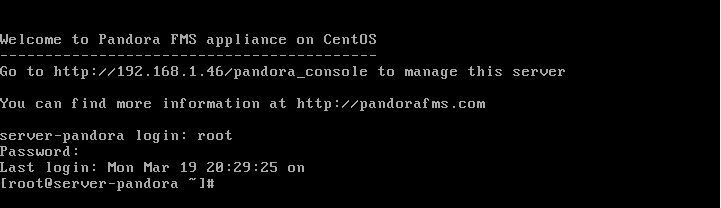 Welcome to Pandora FMS appliance on CentOS
------------------------------------------
Go to http://192.168.1.46/pandora_console to manage this server
You can find more information at http://pandorafms.com
server-pandora login: root
Password:
Last login: Mon Mar 19 20:29:25 on
[root@server-pandora ~]#